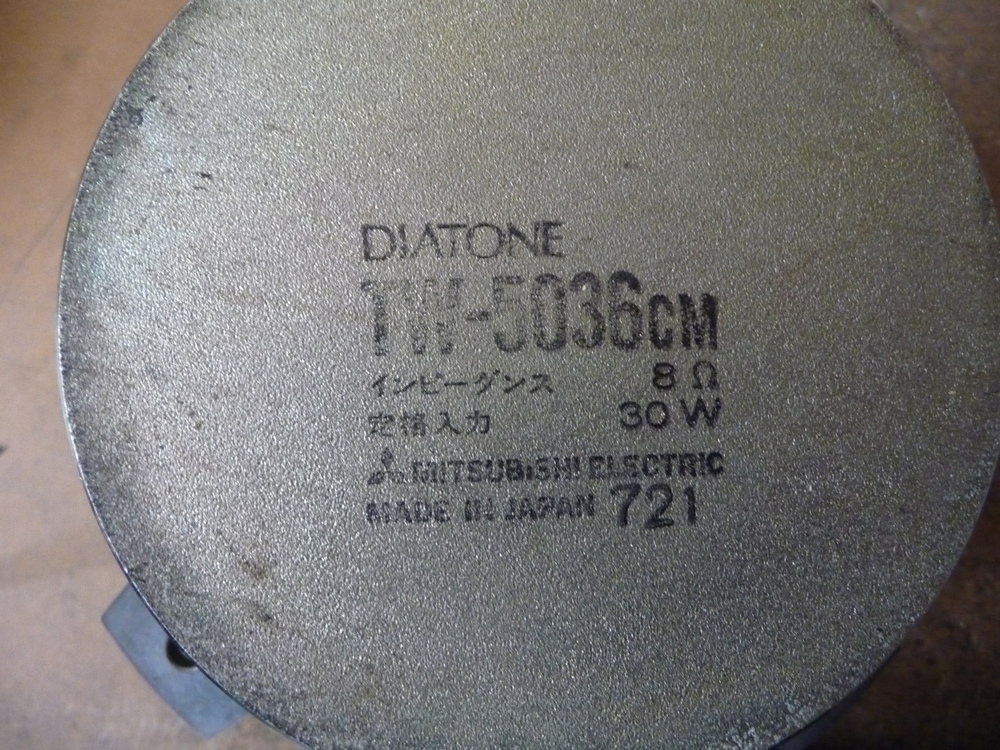 DIATONE
TW-5036CM
インピーダンス 8Ω
定格入力 30W
MITSUBISHI ELECTRIC
MADE IN JAPAN 721